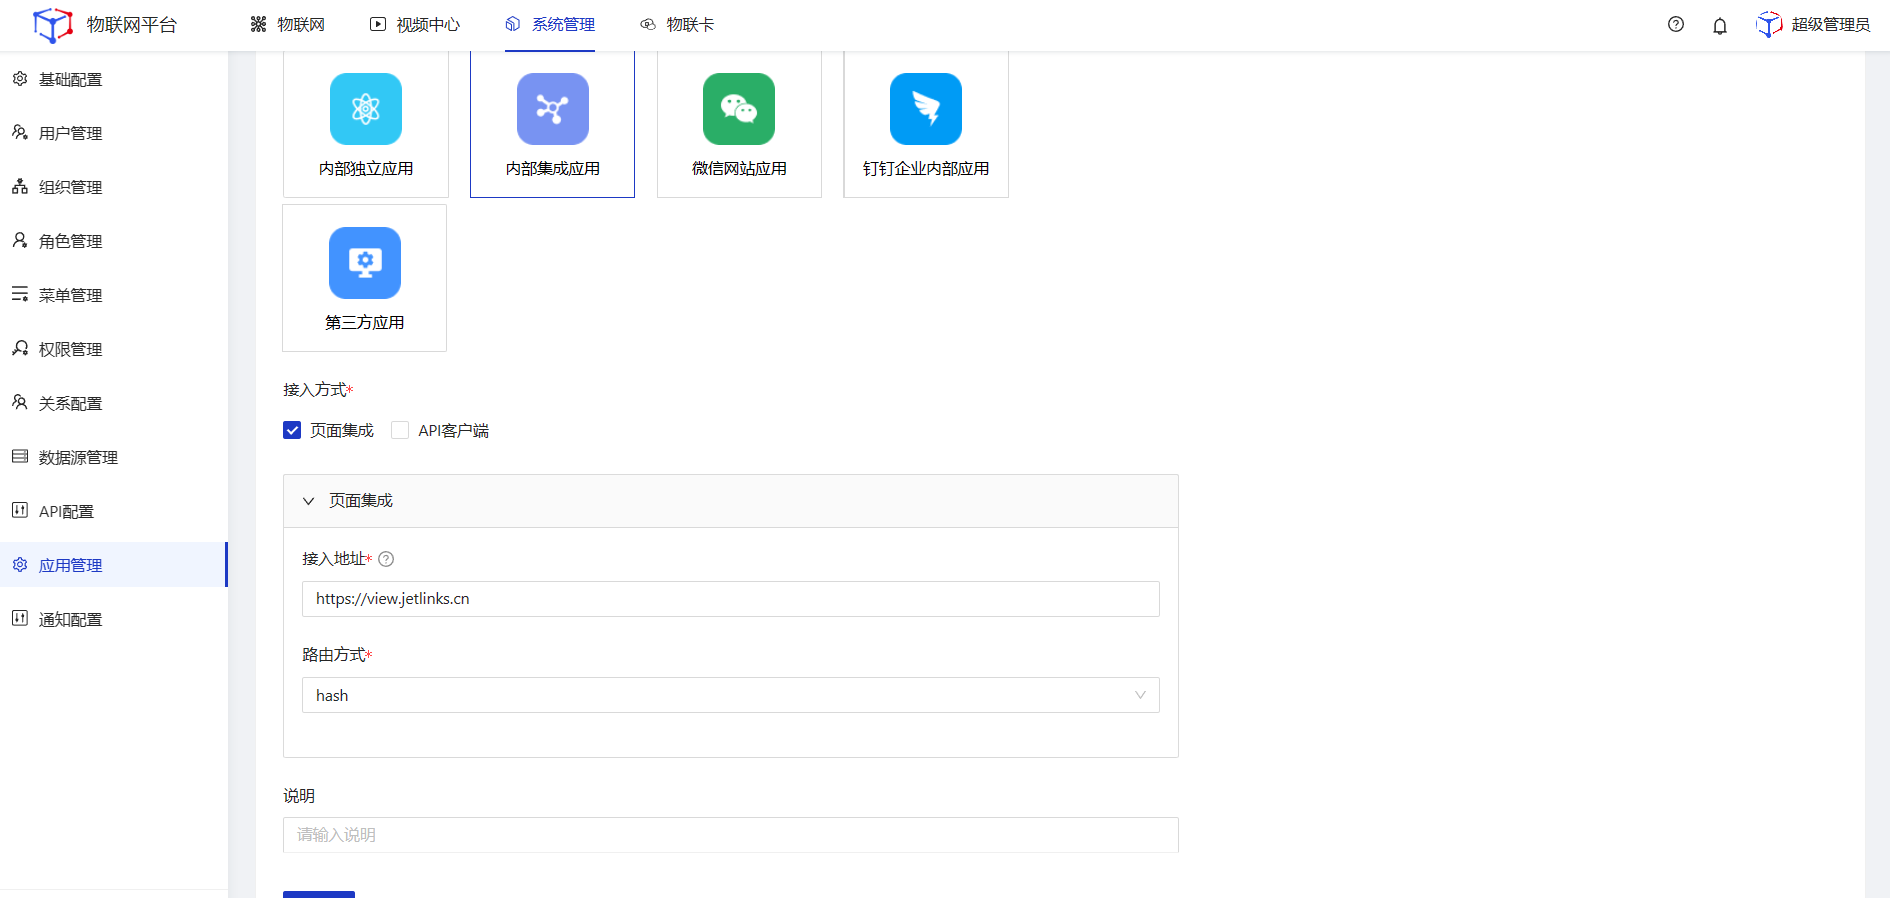 物联网平台
物联网
视频中心
系统管理
物联卡
超级管理员
基础配置
用户管理
组织管理
角色管理
菜单管理
权限管理
关系配置
数据源管理
API配置
应用管理
通知配置
内部独立应用
内部集成应用
微信网站应用
钉钉企业内部应用
第三方应用
接入方式*
页面集成
API客户端
页面集成
接入地址*
https://view.jetlinks.cn
路由方式*
hash
说明
请输入说明